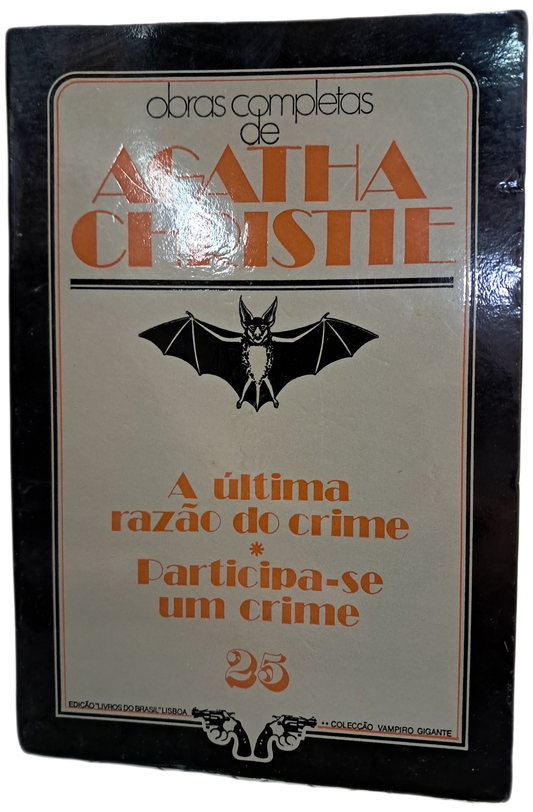 obras completas
de
AGATHA
CHRISTIE
A última
razão do crime
*
Participa-se
um crime
25
EDIÇÃO "LIVROS DO BRASIL" LISBOA
** COLECÇÃO VAMPIRO GIGANTE